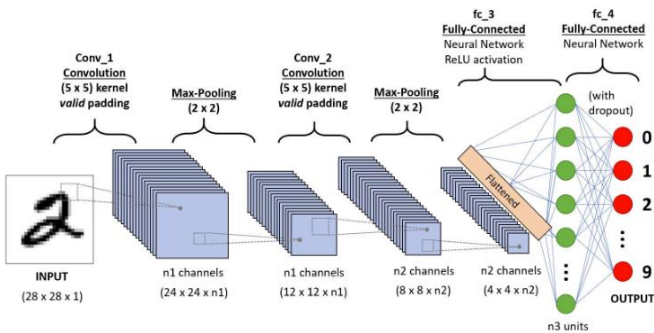 fc_3
Fully-Connected
Neural Network
ReLU activation
fc_4
Fully-Connected
Neural Network
Conv_1
Convolution
(5 x 5) kernel
valid padding
Max-Pooling
(2 x 2)
Conv_2
Convolution
(5 x 5) kernel
valid padding
Max-Pooling
(2 x 2)
(with
dropout)
Flattened
0
1
2
9
2
INPUT
(28 x 28 x 1)
n1 channels
(24 x 24 x n1)
n1 channels
(12 x 12 x n1)
n2 channels
(8 x 8 x n2)
n2 channels
(4 x 4 x n2)
n3 units
OUTPUT